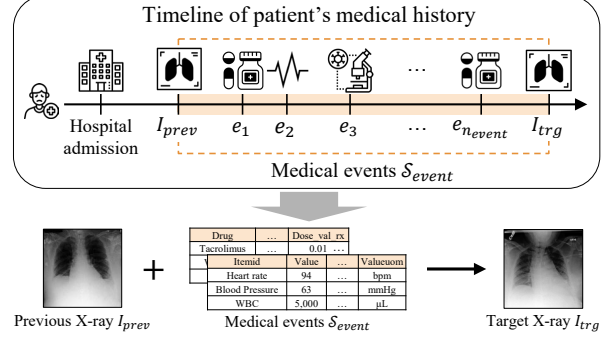 Timeline of patient's medical history
Hospital admission
I_prev e_1 e_2 e_3 … e_{n_event} I_trg
…
Medical events S_event
Drug … Dose_val_rx
Tacrolimus … 0.01 …
Itemid Value … Valueuom
Heart rate 94 … bpm
Blood Pressure 63 … mmHg
WBC 5,000 … μL
Previous X-ray I_prev
+
Medical events S_event
Target X-ray I_trg